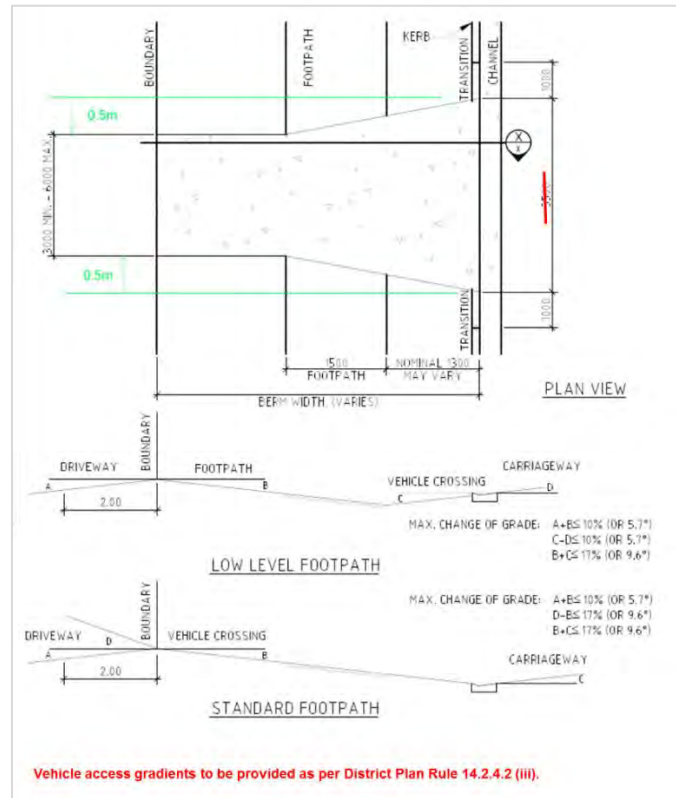 BOUNDARY
FOOTPATH
KERB
TRANSITION
CHANNEL
1000
0.5m
X
3000 MIN. - 6000 MAX.
0.5m
TRANSITION
1000
1500
FOOTPATH
NOMINAL 1300
MAY VARY
BERM WIDTH (VARIES)
PLAN VIEW
BOUNDARY
DRIVEWAY
FOOTPATH
CARRIAGEWAY
VEHICLE CROSSING
A
B
C
D
2.00
MAX. CHANGE OF GRADE: A+B≤ 10% (OR 5.7°)
C-D≤ 10% (OR 5.7°)
B+C≤ 17% (OR 9.6°)
LOW LEVEL FOOTPATH
MAX. CHANGE OF GRADE: A+B≤ 10% (OR 5.7°)
D-B≤ 17% (OR 9.6°)
B+C≤ 17% (OR 9.6°)
BOUNDARY
DRIVEWAY
D
VEHICLE CROSSING
A
B
CARRIAGEWAY
C
2.00
STANDARD FOOTPATH
Vehicle access gradients to be provided as per District Plan Rule 14.2.4.2 (iii).